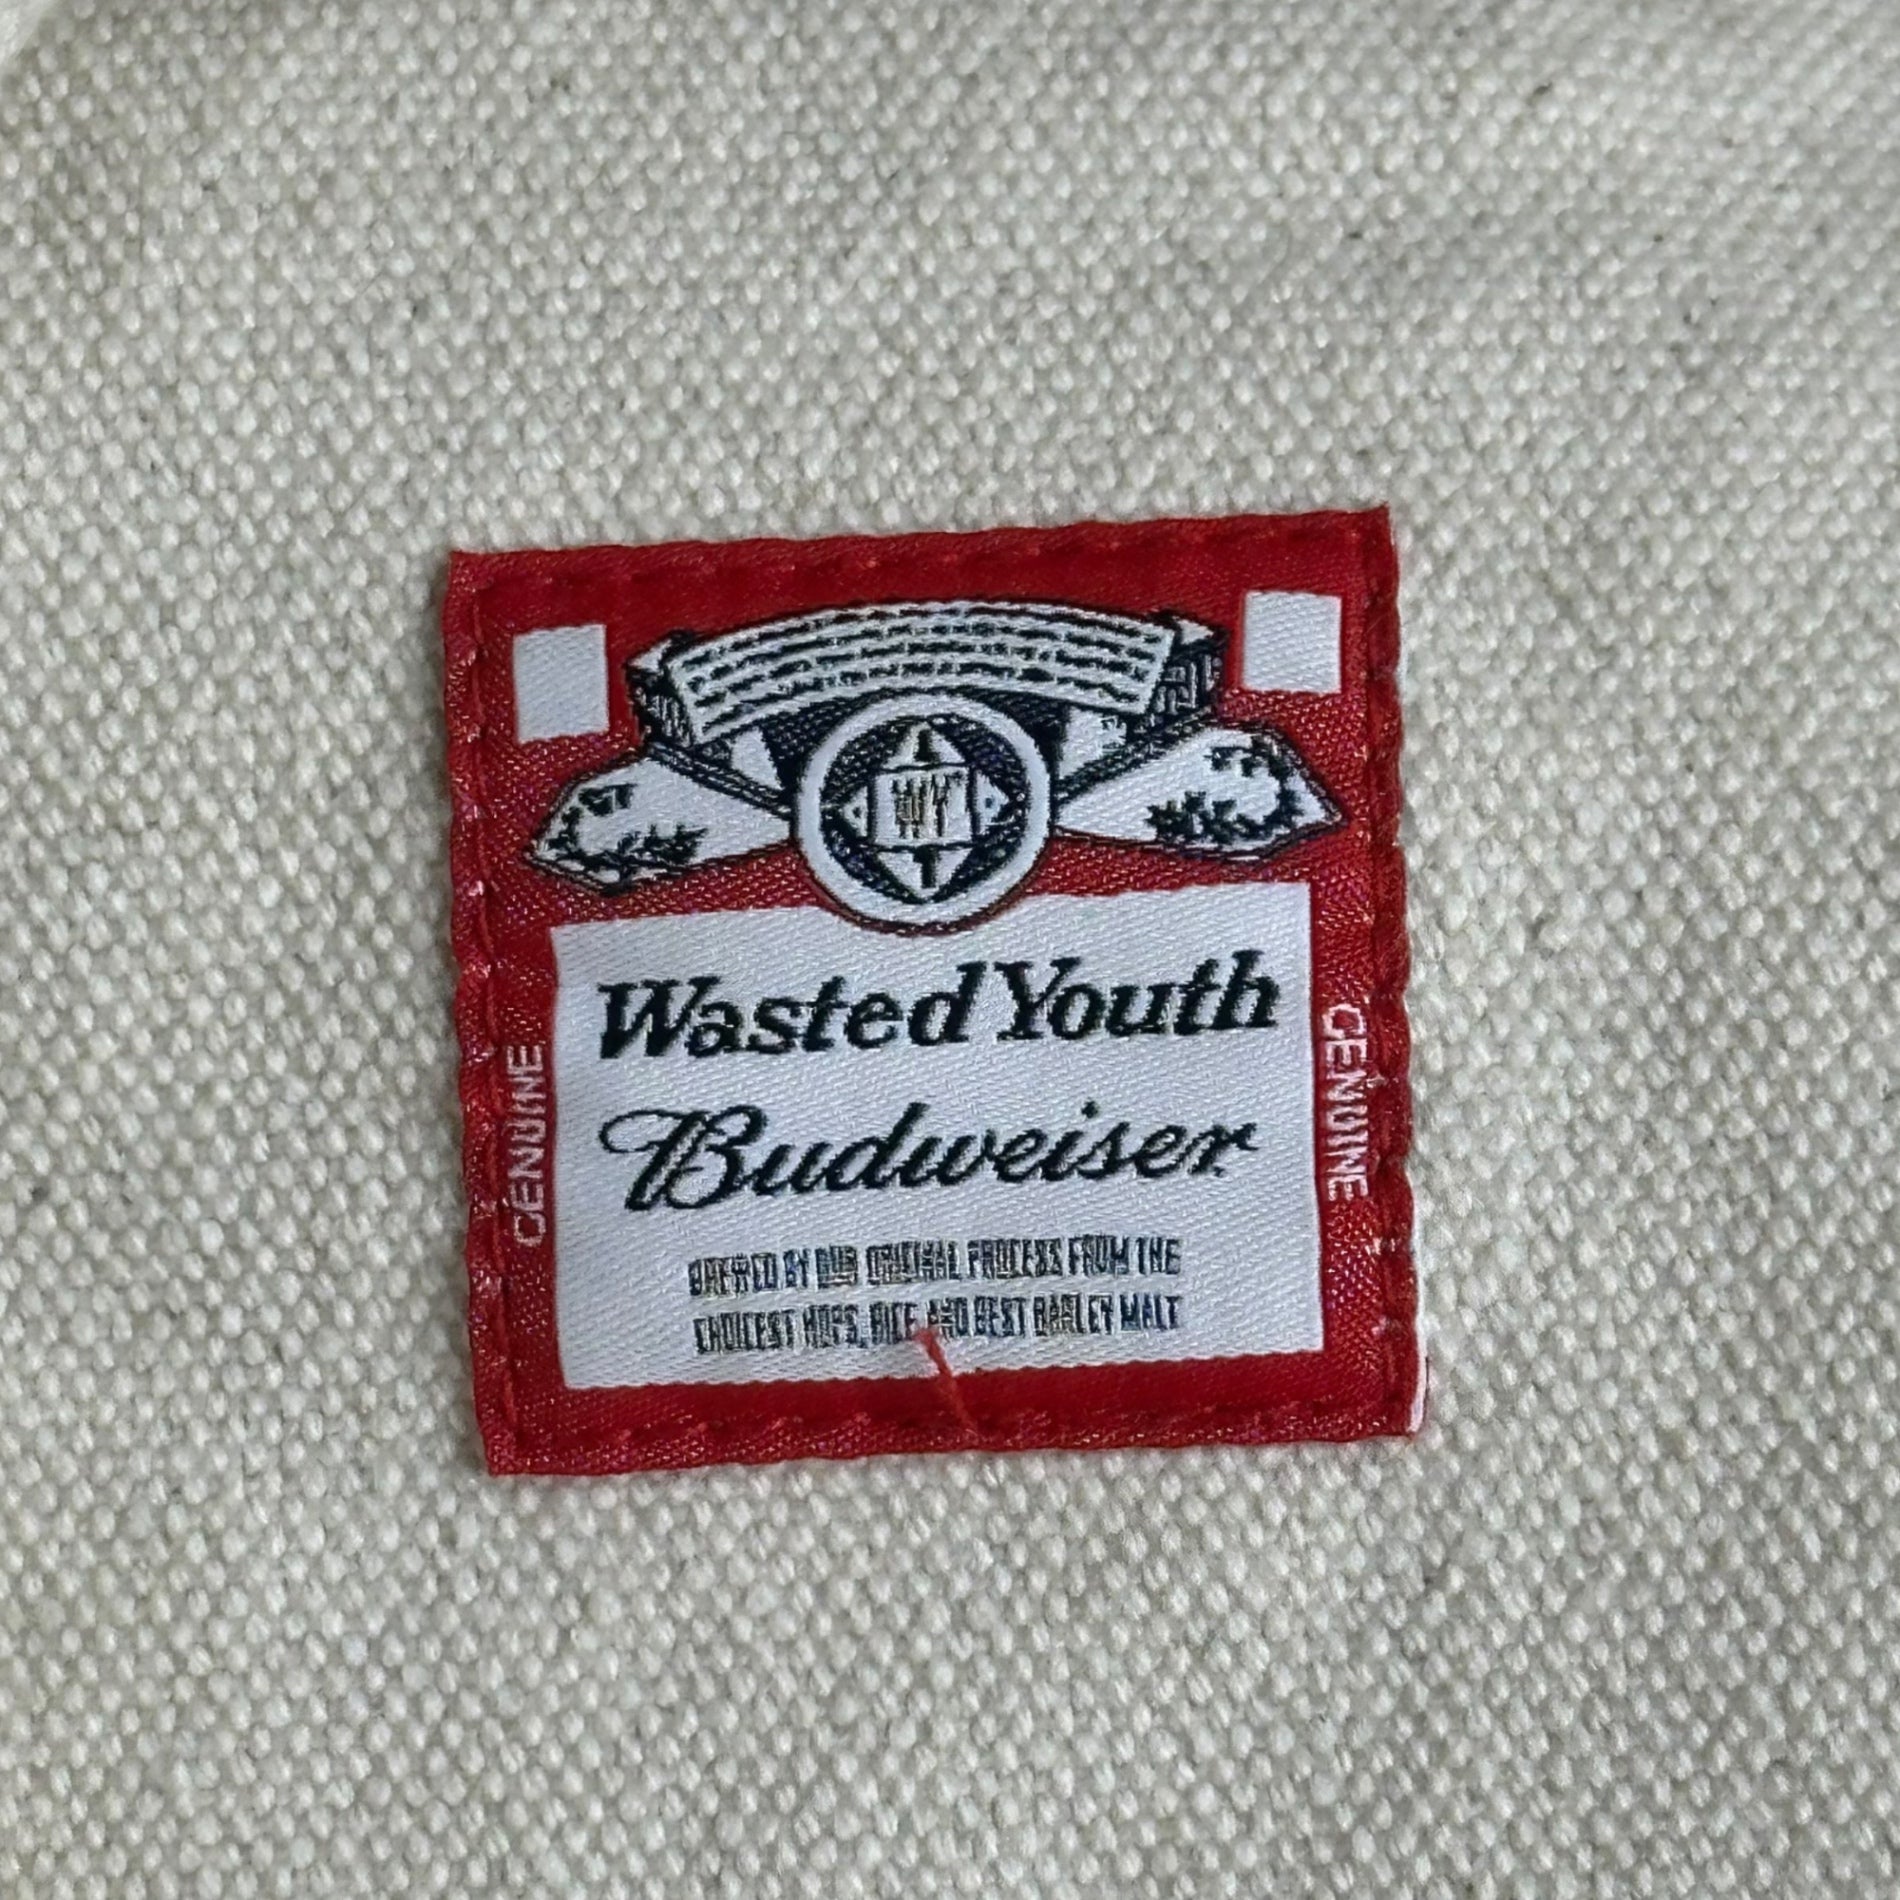 WY
Wasted Youth
Budweiser
GENUINE
GENUINE
BREWED BY OUR ORIGINAL PROCESS FROM THE
CHOICEST HOPS, RICE AND BEST BARLEY MALT